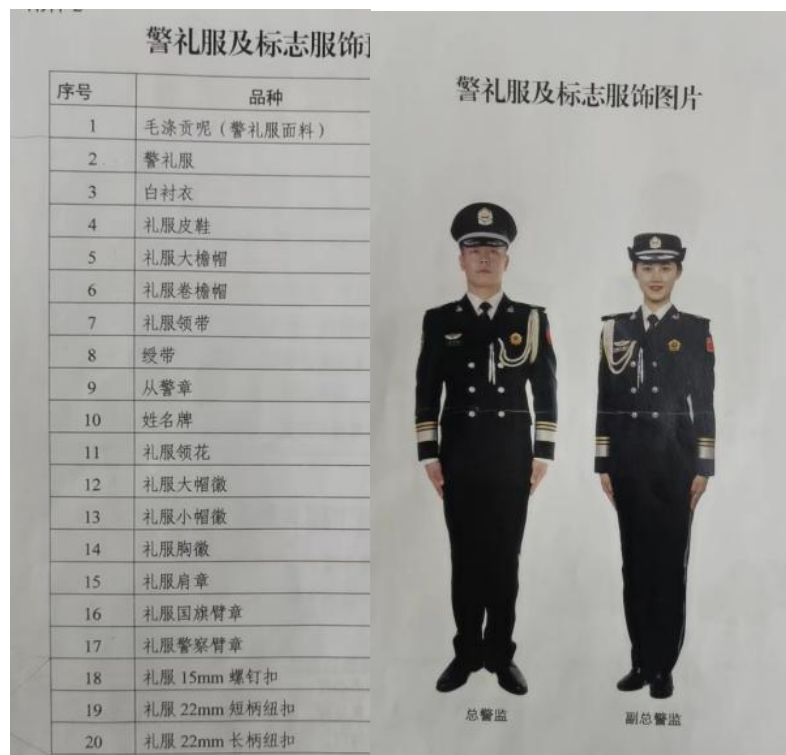 警礼服及标志服饰
序号 品种
1 毛涤贡呢（警礼服面料）
2 警礼服
3 白衬衣
4 礼服皮鞋
5 礼服大檐帽
6 礼服卷檐帽
7 礼服领带
8 绶带
9 从警章
10 姓名牌
11 礼服领花
12 礼服大帽徽
13 礼服小帽徽
14 礼服胸徽
15 礼服肩章
16 礼服国旗臂章
17 礼服警察臂章
18 礼服 15mm 螺钉扣
19 礼服 22mm 短柄纽扣
20 礼服 22mm 长柄纽扣
警礼服及标志服饰图片
总警监
副总警监